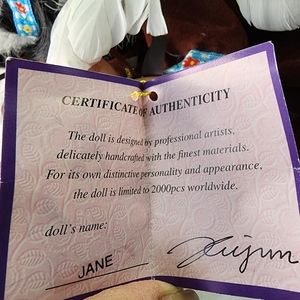 CERTIFICATE OF AUTHENTICITY
The doll is designed by professional artists,
delicately handcrafted with the finest materials.
For its own distinctive personality and appearance,
the doll is limited to 2000pcs worldwide.
doll's name:
JANE